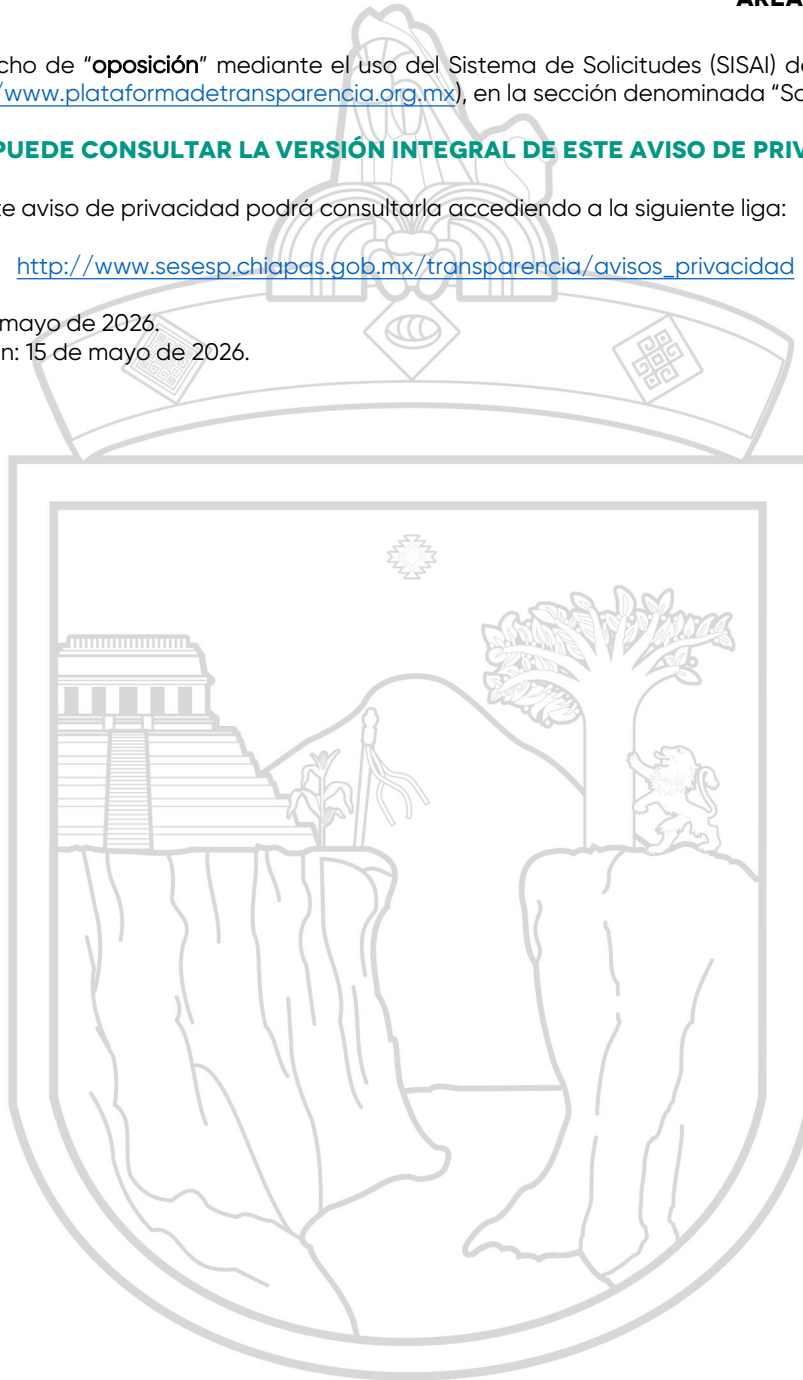 ÁREA
cho de "oposición" mediante el uso del Sistema de Solicitudes (SISAI) de
/www.plataformadetransparencia.org.mx), en la sección denominada "So
PUEDE CONSULTAR LA VERSIÓN INTEGRAL DE ESTE AVISO DE PRIV
te aviso de privacidad podrá consultarla accediendo a la siguiente liga:
http://www.sesesp.chiapas.gob.mx/transparencia/avisos_privacidad
mayo de 2026.
n: 15 de mayo de 2026.